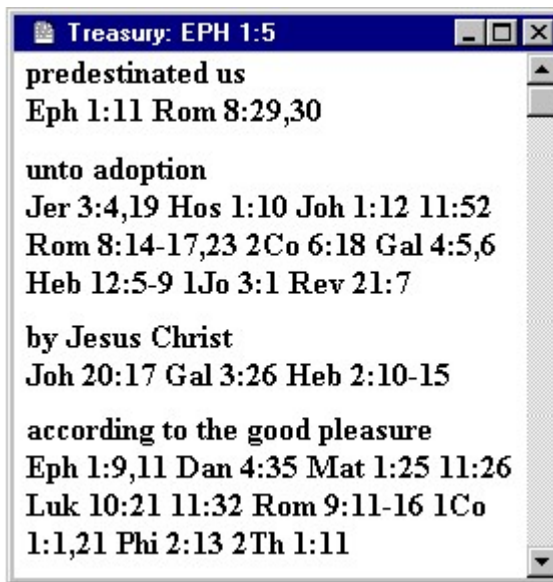 Treasury: EPH 1:5
predestinated us
Eph 1:11 Rom 8:29,30
unto adoption
Jer 3:4,19 Hos 1:10 Joh 1:12 11:52
Rom 8:14-17,23 2Co 6:18 Gal 4:5,6
Heb 12:5-9 1Jo 3:1 Rev 21:7
by Jesus Christ
Joh 20:17 Gal 3:26 Heb 2:10-15
according to the good pleasure
Eph 1:9,11 Dan 4:35 Mat 1:25 11:26
Luk 10:21 11:32 Rom 9:11-16 1Co
1:1,21 Phi 2:13 2Th 1:11